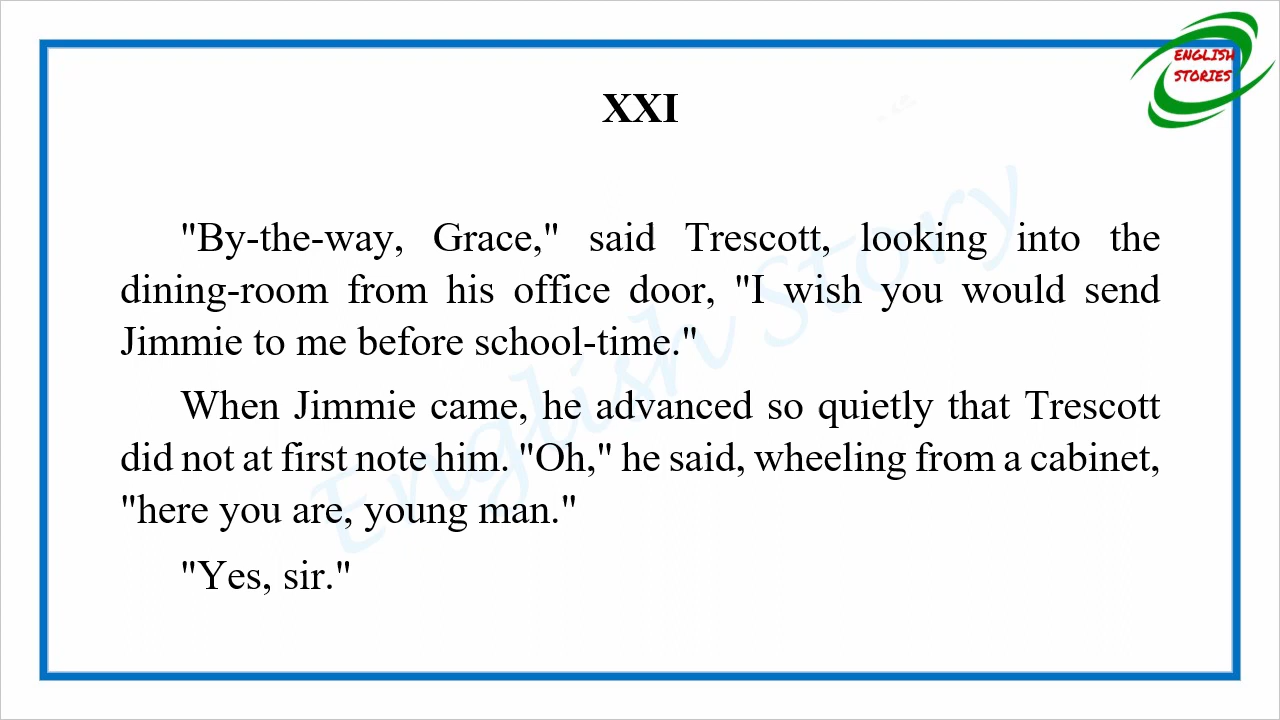 ENGLISH
STORIES
XXI
"By-the-way, Grace," said Trescott, looking into the
dining-room from his office door, "I wish you would send
Jimmie to me before school-time."
When Jimmie came, he advanced so quietly that Trescott
did not at first note him. "Oh," he said, wheeling from a cabinet,
"here you are, young man."
"Yes, sir."
English Story